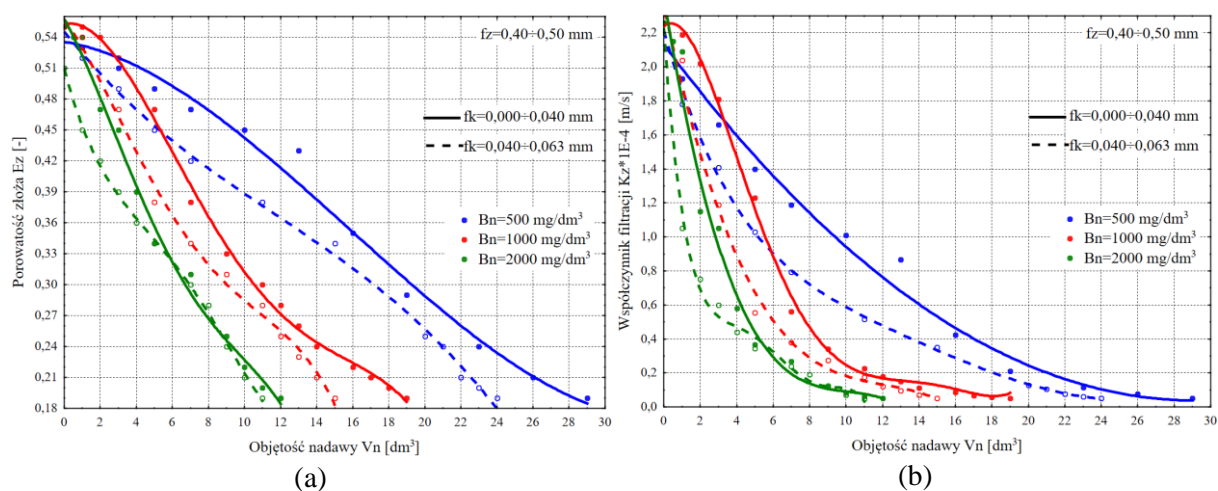 fz=0,40÷0,50 mm
fk=0,000÷0,040 mm
fk=0,040÷0,063 mm
Bn=500 mg/dm³
Bn=1000 mg/dm³
Bn=2000 mg/dm³
Porowatość złoża Ez [-]
0,54
0,51
0,48
0,45
0,42
0,39
0,36
0,33
0,30
0,27
0,24
0,21
0,18
0 2 4 6 8 10 12 14 16 18 20 22 24 26 28 30
Objętość nadawy Vn [dm³]
(a)
fz=0,40÷0,50 mm
fk=0,000÷0,040 mm
fk=0,040÷0,063 mm
Bn=500 mg/dm³
Bn=1000 mg/dm³
Bn=2000 mg/dm³
Współczynnik filtracji Kz*1E-4 [m/s]
2,2
2,0
1,8
1,6
1,4
1,2
1,0
0,8
0,6
0,4
0,2
0,0
0 2 4 6 8 10 12 14 16 18 20 22 24 26 28 30
Objętość nadawy Vn [dm³]
(b)